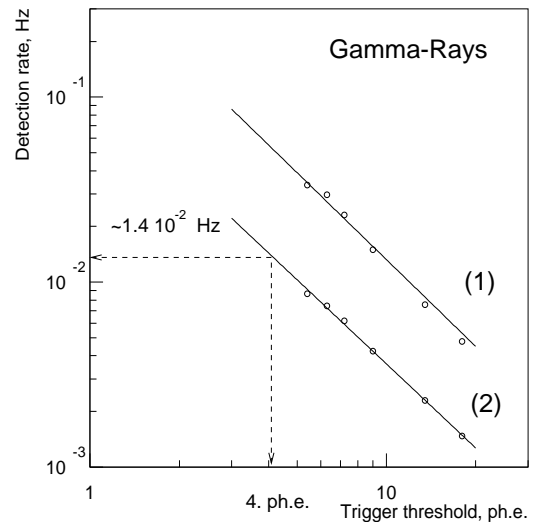 Gamma-Rays
Detection rate, Hz
10^-1
~1.4 10^-2 Hz
10^-2
(1)
(2)
10^-3
1
4. ph.e.
10
Trigger threshold, ph.e.